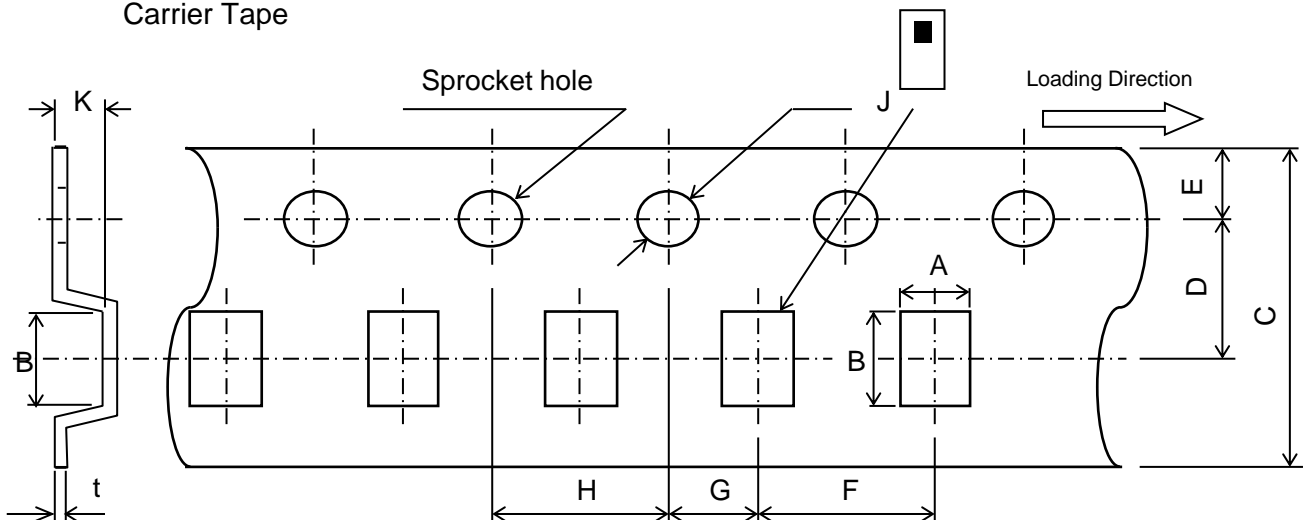 Carrier Tape
Sprocket hole
J
Loading Direction
K
E
A
D
C
B
B
t
H
G
F